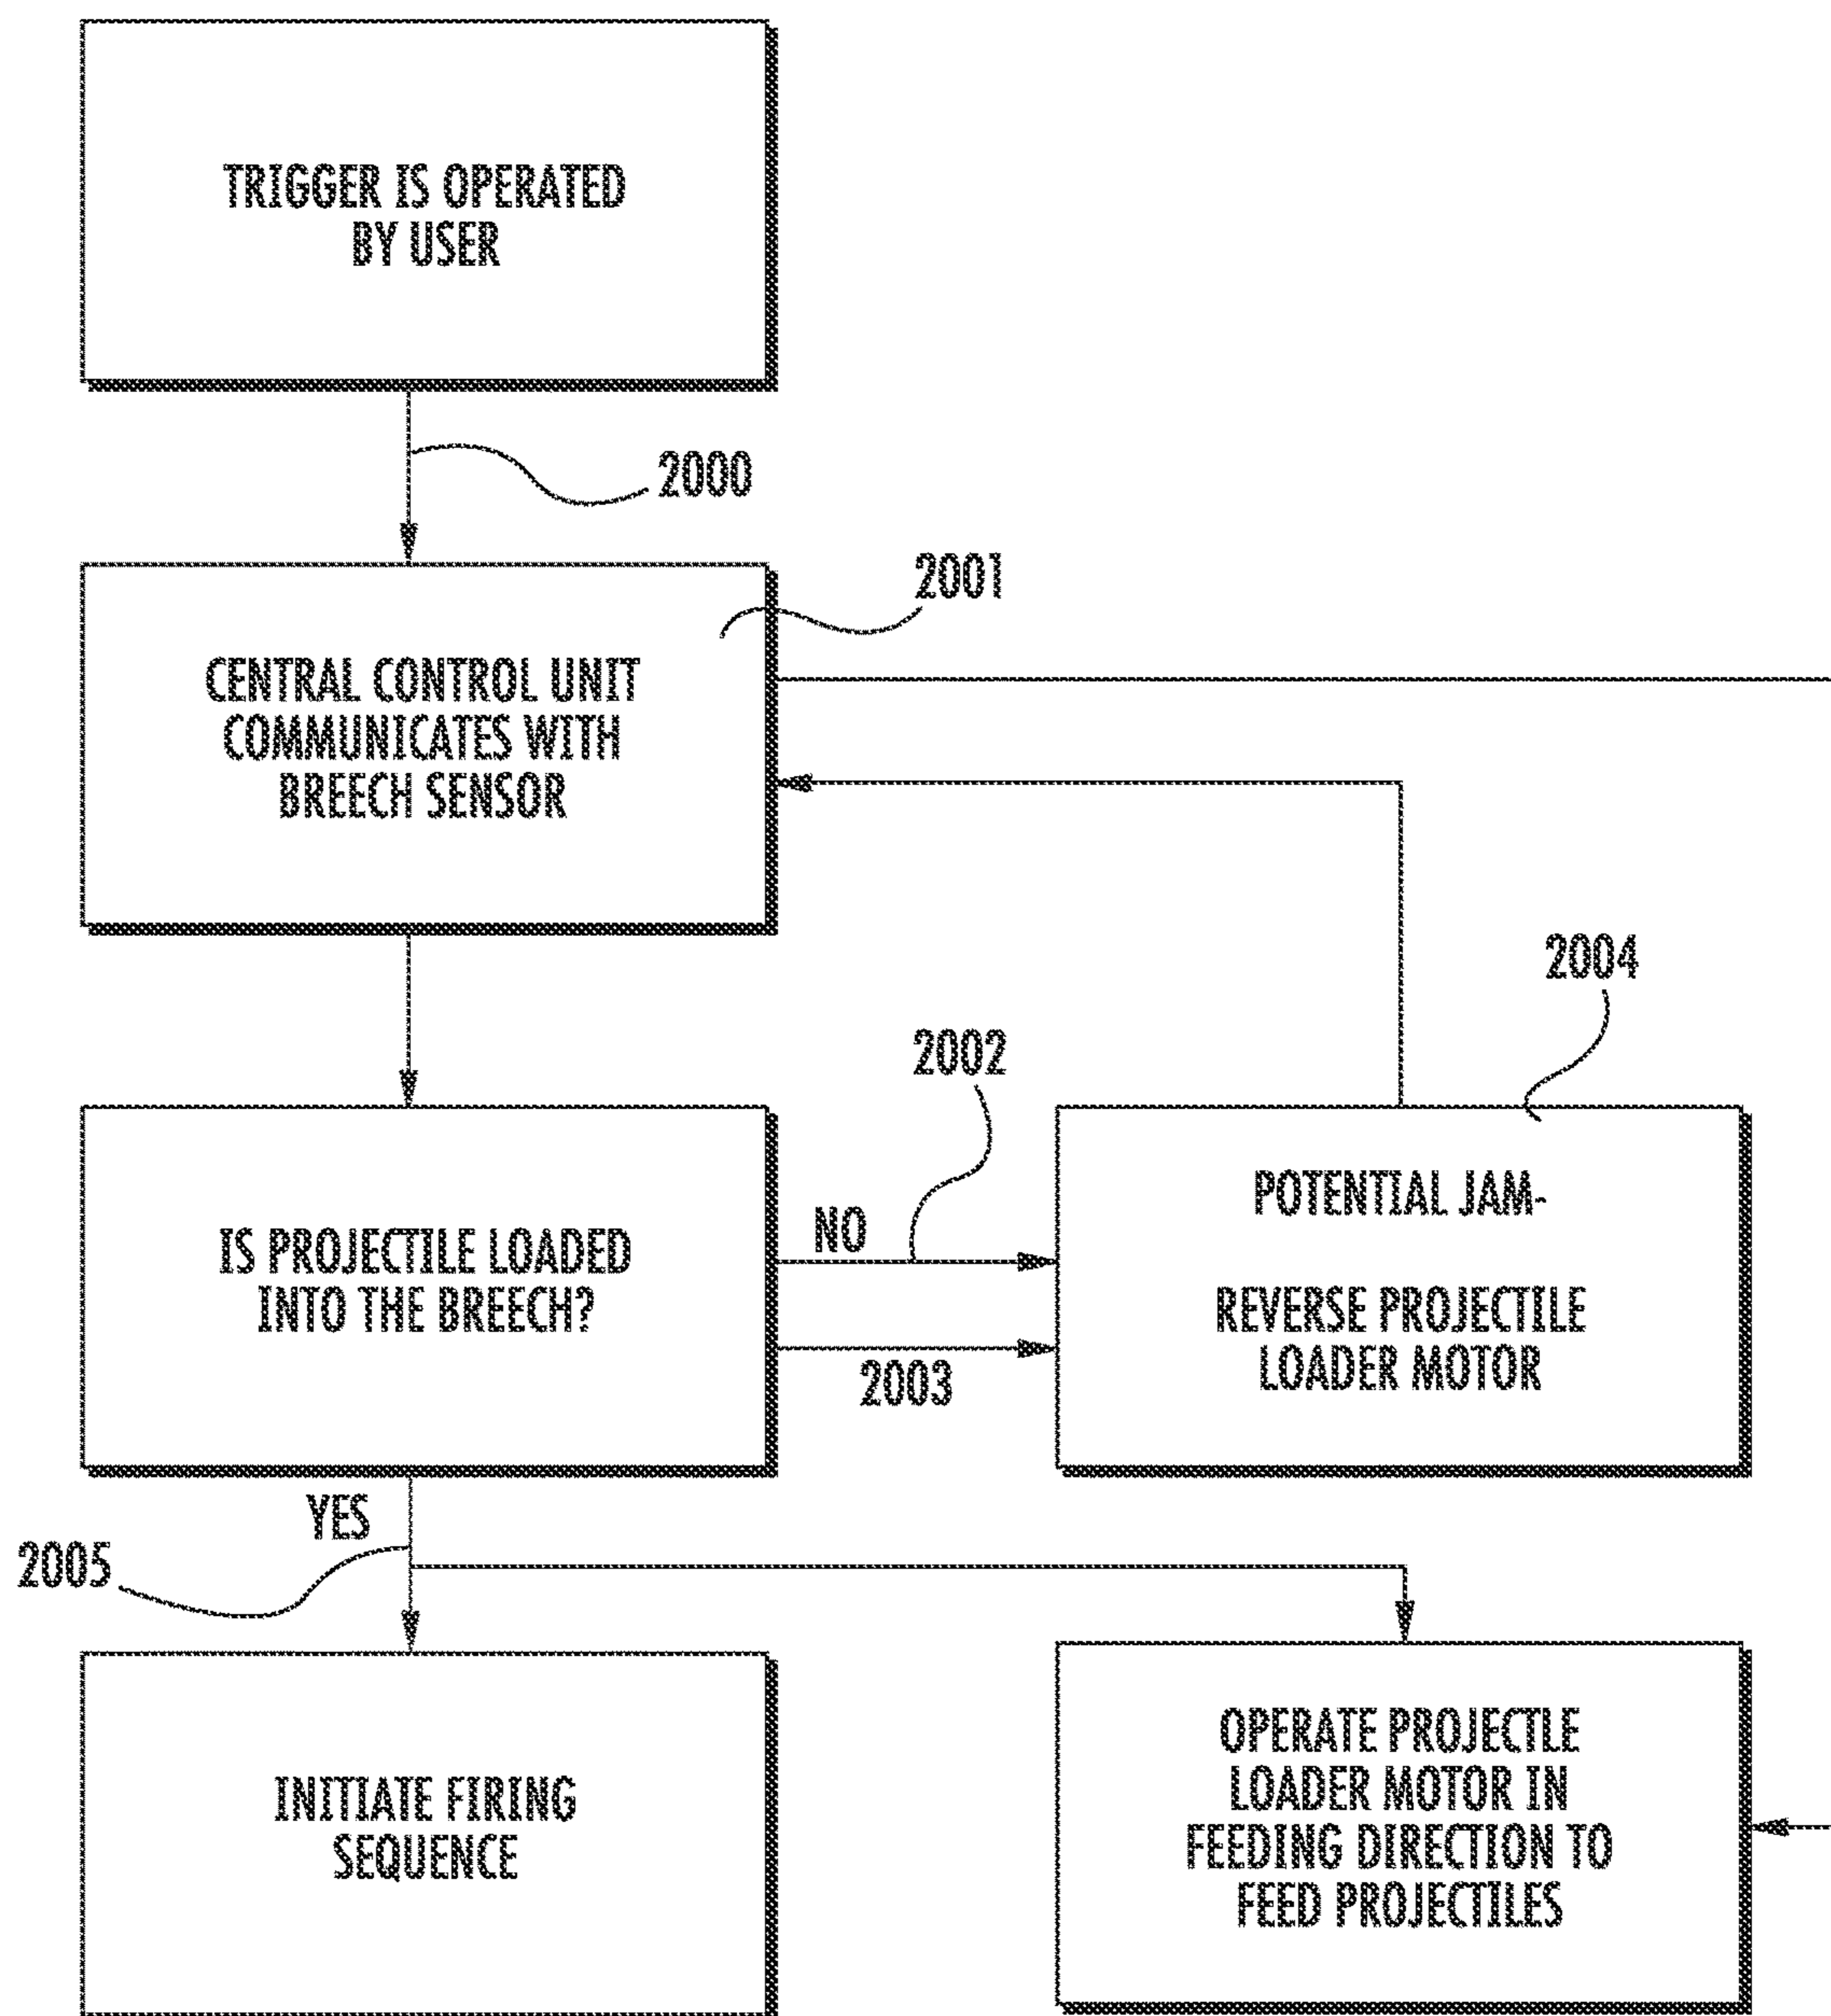 TRIGGER IS OPERATED
BY USER
2000
2001
CENTRAL CONTROL UNIT
COMMUNICATES WITH
BREECH SENSOR
2004
2002
IS PROJECTILE LOADED
INTO THE BREECH?
NO
2003
POTENTIAL JAM-
REVERSE PROJECTILE
LOADER MOTOR
YES
2005
INITIATE FIRING
SEQUENCE
OPERATE PROJECTLE
LOADER MOTOR IN
FEEDING DIRECTION TO
FEED PROJECTILES